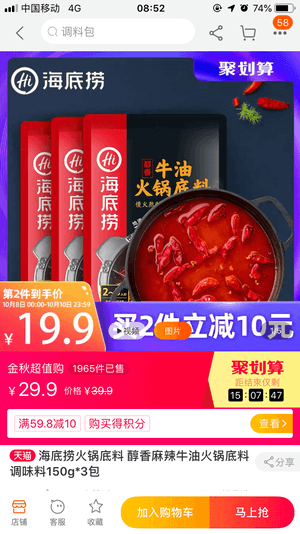 中国移动 4G
08:52
74%
调料包
58
Hi 海底捞
聚划算
Hi 海底捞
醇香
牛油
火锅底料
第2件到手价
10月8日 00:00-10月10日 23:59
¥19.9
买2件立减10元
视频
图片
金秋超值购 1965件已售
¥29.9 价格 ¥39.9
聚划算
距结束仅剩
15:07:47
满59.8减10 购买得积分
查看
天猫 海底捞火锅底料 醇香麻辣牛油火锅底料
调味料150g*3包
分享
店铺
客服
收藏
加入购物车
马上抢